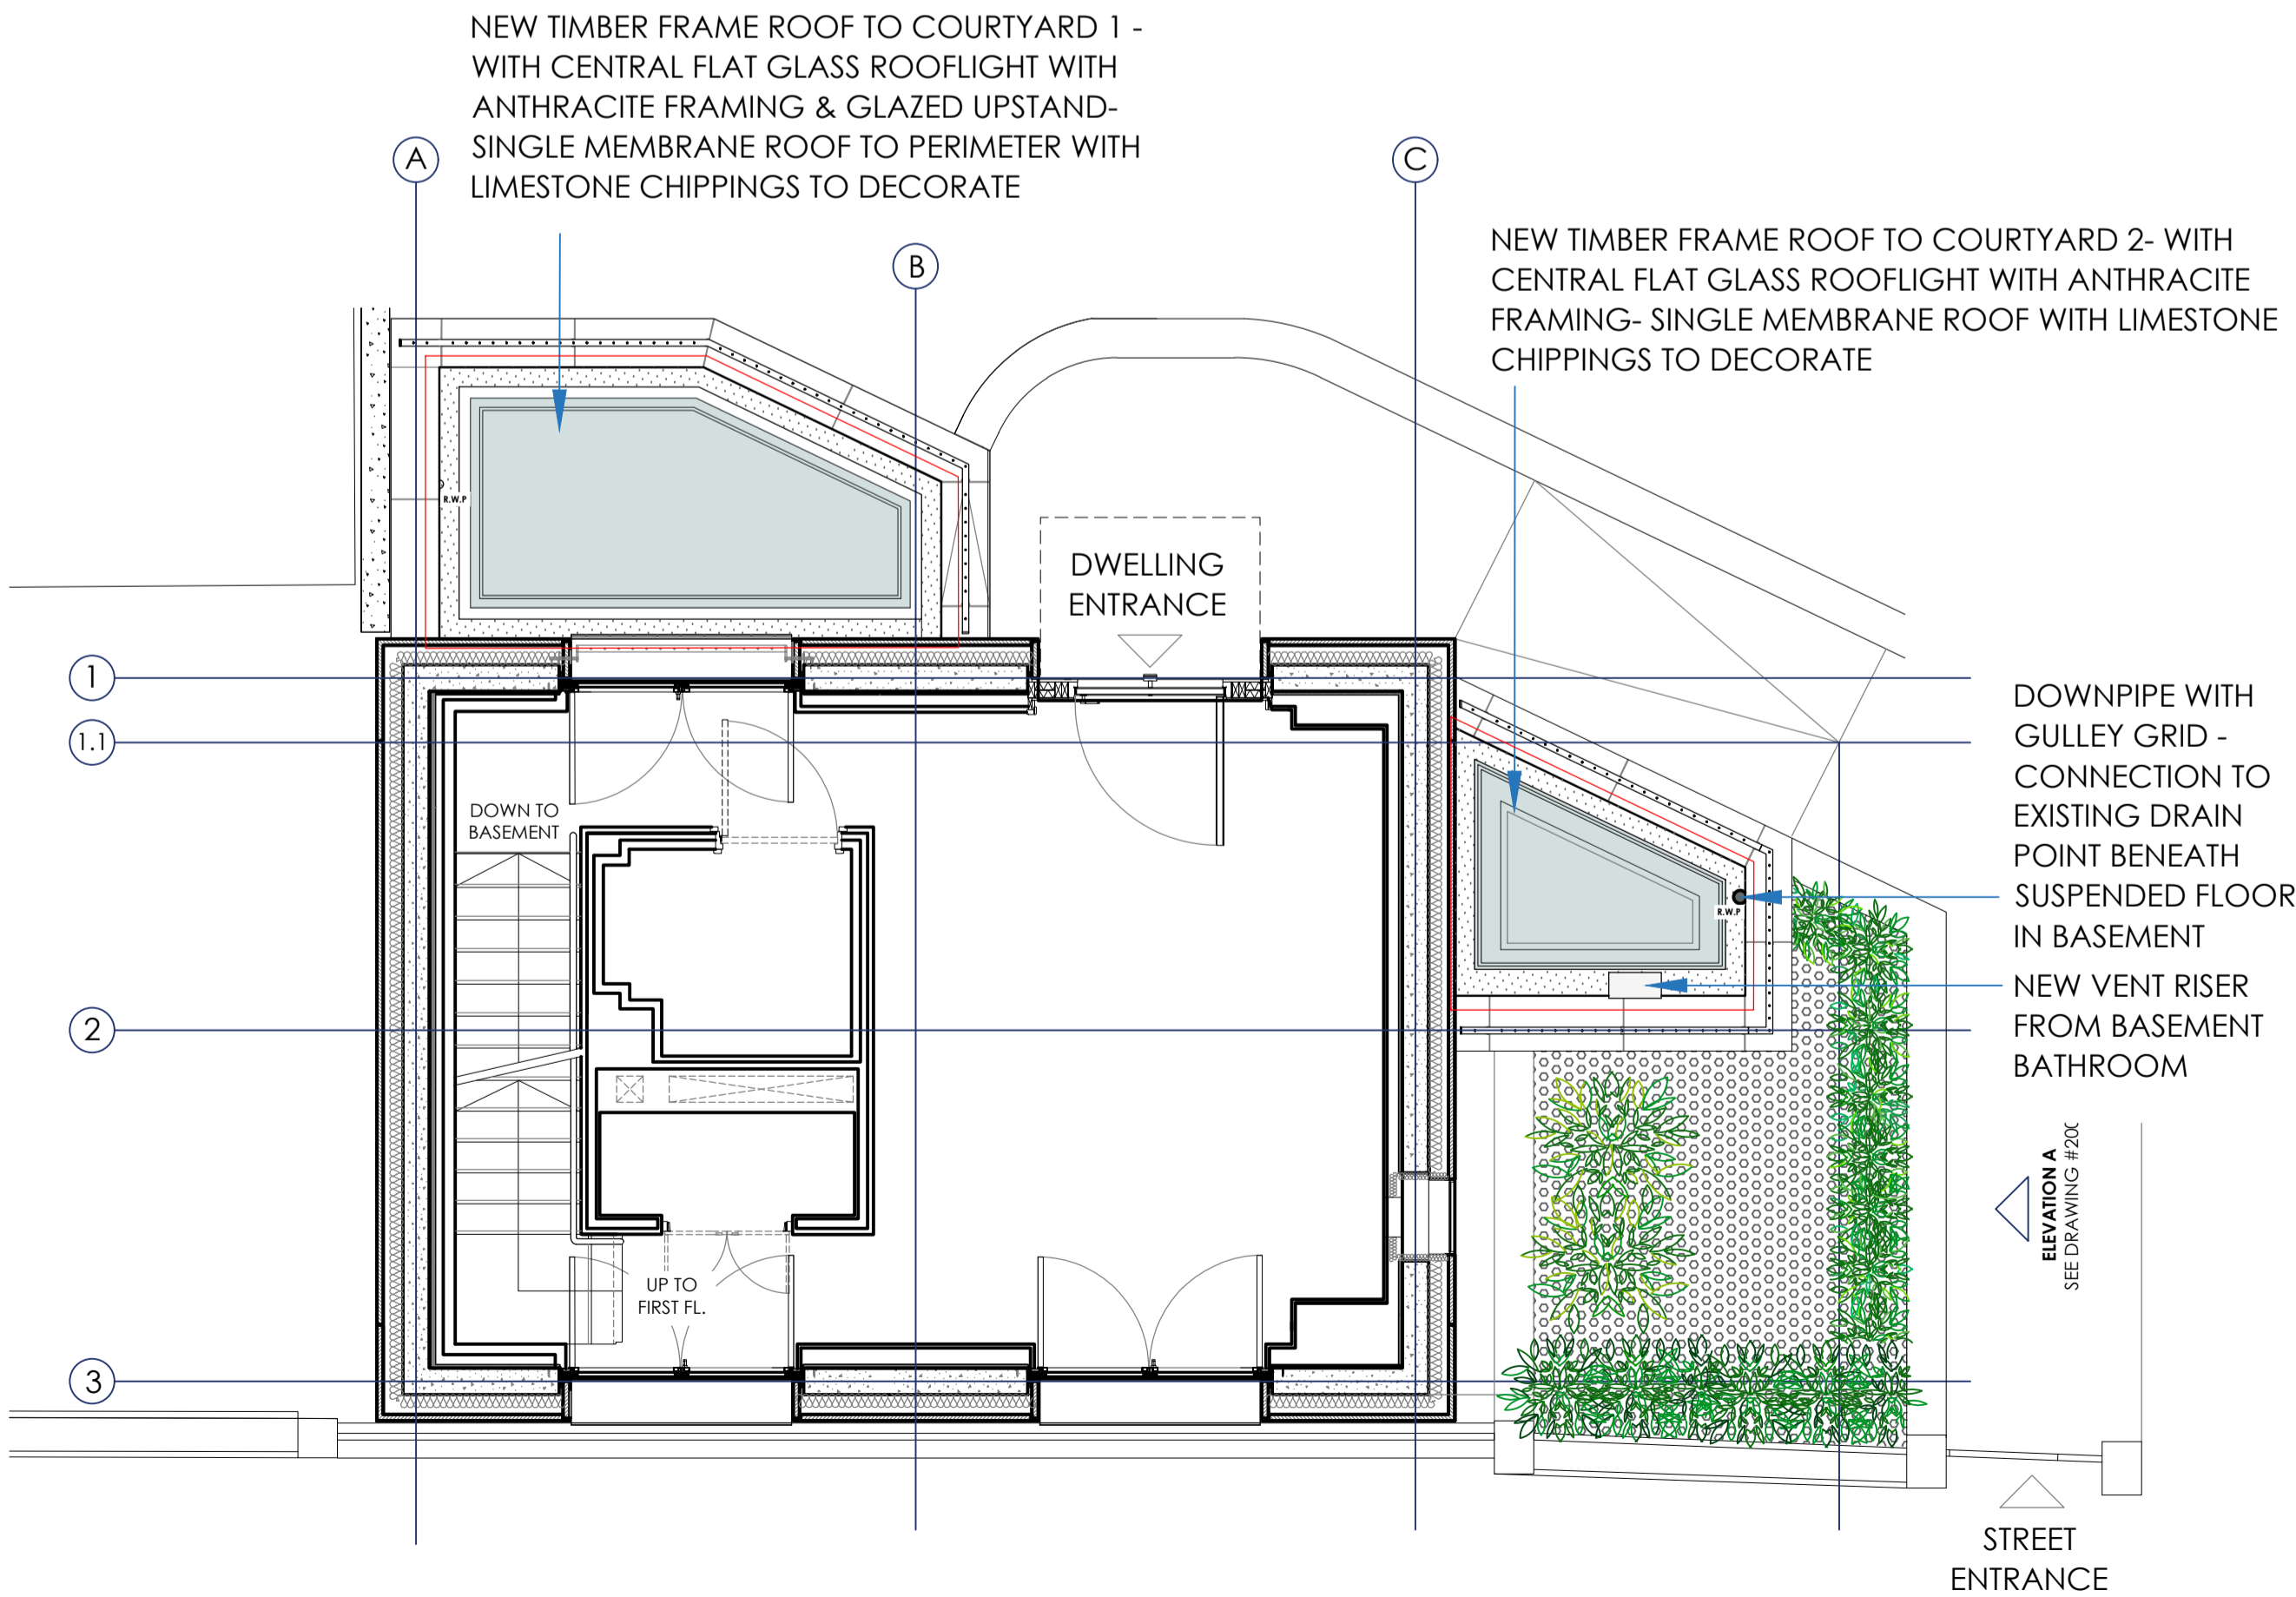 NEW TIMBER FRAME ROOF TO COURTYARD 1 -
WITH CENTRAL FLAT GLASS ROOFLIGHT WITH
ANTHRACITE FRAMING & GLAZED UPSTAND-
SINGLE MEMBRANE ROOF TO PERIMETER WITH
LIMESTONE CHIPPINGS TO DECORATE
A
B
C
NEW TIMBER FRAME ROOF TO COURTYARD 2- WITH
CENTRAL FLAT GLASS ROOFLIGHT WITH ANTHRACITE
FRAMING- SINGLE MEMBRANE ROOF WITH LIMESTONE
CHIPPINGS TO DECORATE
R.W.P
DWELLING
ENTRANCE
1
1.1
2
3
DOWN TO
BASEMENT
UP TO
FIRST FL.
R.W.P
DOWNPIPE WITH
GULLEY GRID -
CONNECTION TO
EXISTING DRAIN
POINT BENEATH
SUSPENDED FLOOR
IN BASEMENT
NEW VENT RISER
FROM BASEMENT
BATHROOM
ELEVATION A
SEE DRAWING #200
STREET
ENTRANCE